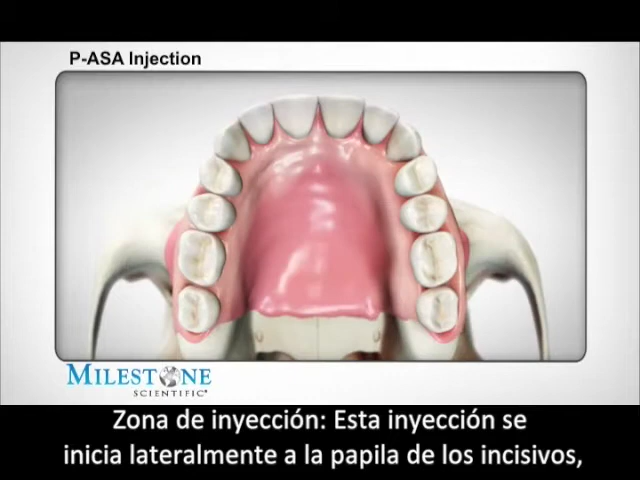 P-ASA Injection
MILESTONE
SCIENTIFIC®
Zona de inyección: Esta inyección se
inicia lateralmente a la papila de los incisivos,